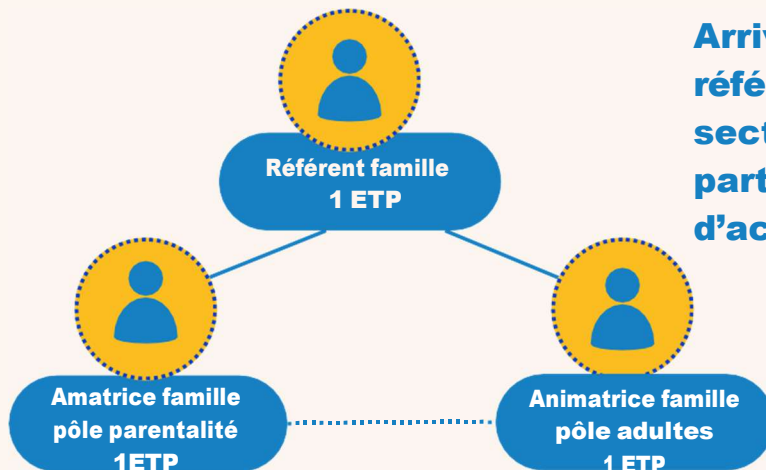 Référent famille
1 ETP
Amatrice famille
pôle parentalité
1ETP
Animatrice famille
pôle adultes
1 ETP